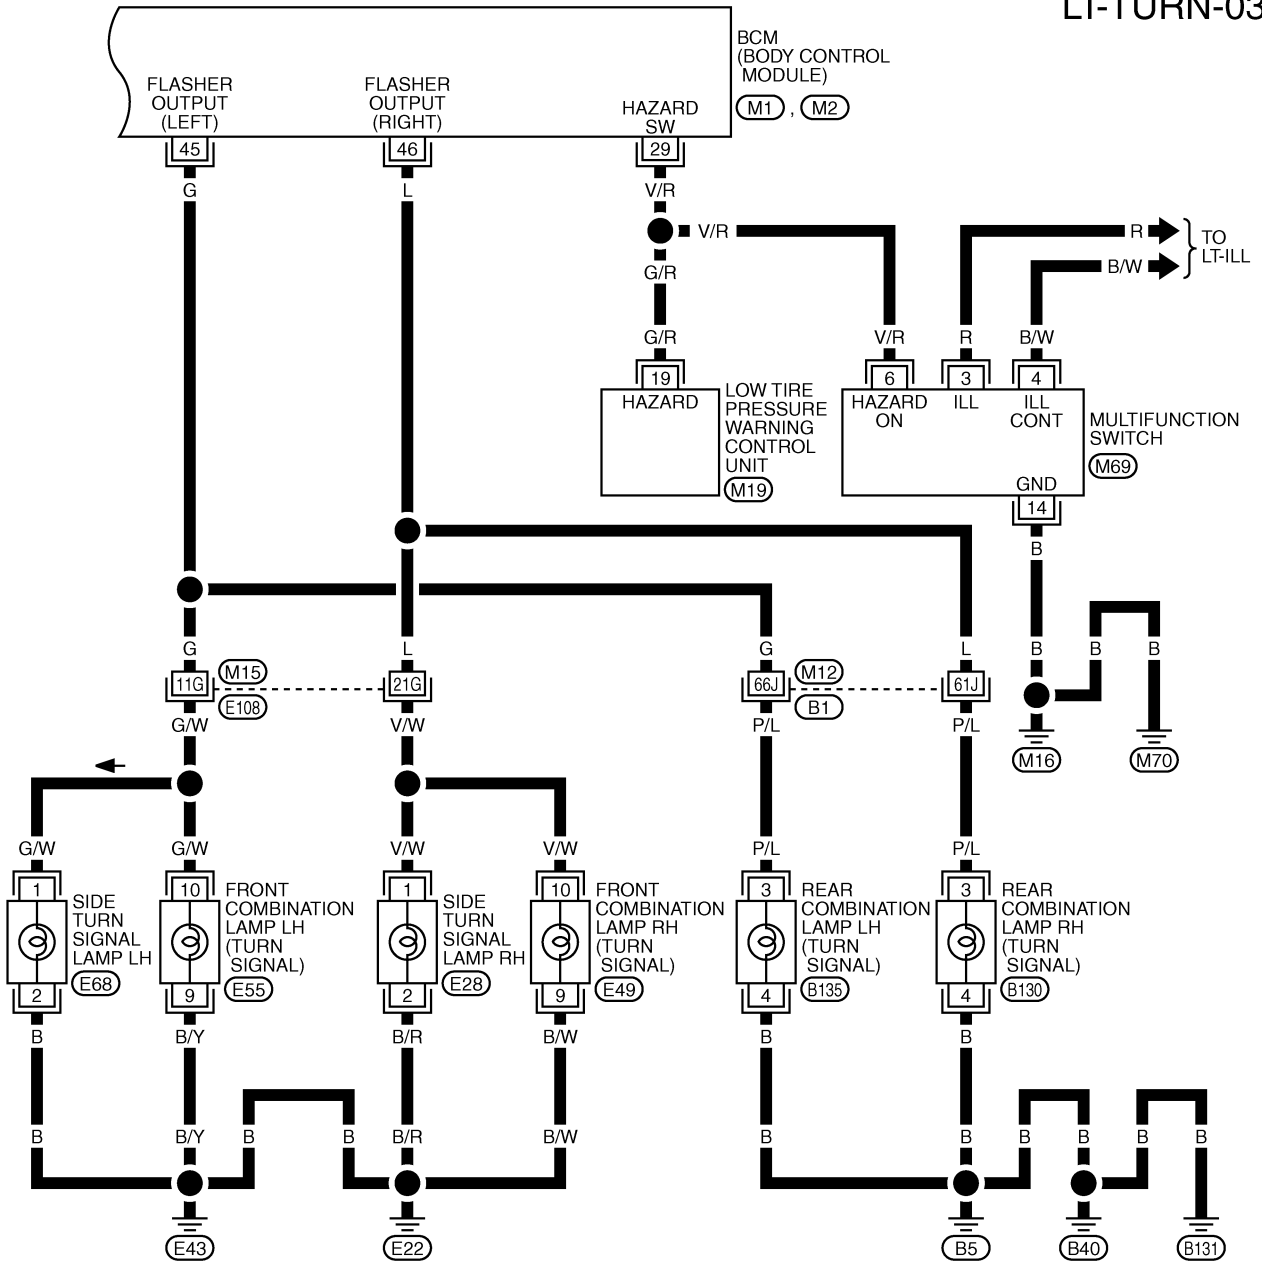 LT-TURN-03
BCM
(BODY CONTROL
MODULE)
M1 , M2
FLASHER
OUTPUT
(LEFT)
FLASHER
OUTPUT
(RIGHT)
HAZARD
SW
45
46
29
G
L
V/R
V/R
R
TO
LT-ILL
B/W
G/R
G/R
V/R
R
B/W
19
6
3
4
HAZARD
LOW TIRE
PRESSURE
WARNING
CONTROL
UNIT
M19
HAZARD
ON
ILL
ILL
CONT
GND
MULTIFUNCTION
SWITCH
M69
14
B
G
L
G
L
B
B
B
11G
M15
E108
21G
66J
M12
B1
61J
G/W
V/W
P/L
P/L
M16
M70
G/W
G/W
V/W
V/W
P/L
P/L
1
10
1
10
3
3
SIDE
TURN
SIGNAL
LAMP LH
E68
FRONT
COMBINATION
LAMP LH
(TURN
SIGNAL)
E55
SIDE
TURN
SIGNAL
LAMP RH
E28
FRONT
COMBINATION
LAMP RH
(TURN
SIGNAL)
E49
REAR
COMBINATION
LAMP LH
(TURN
SIGNAL)
B135
REAR
COMBINATION
LAMP RH
(TURN
SIGNAL)
B130
2
9
2
9
4
4
B
B/Y
B/R
B/W
B
B
B
B/Y
B
B
B/R
B/W
B
B
B
B
B
B
E43
E22
B5
B40
B131